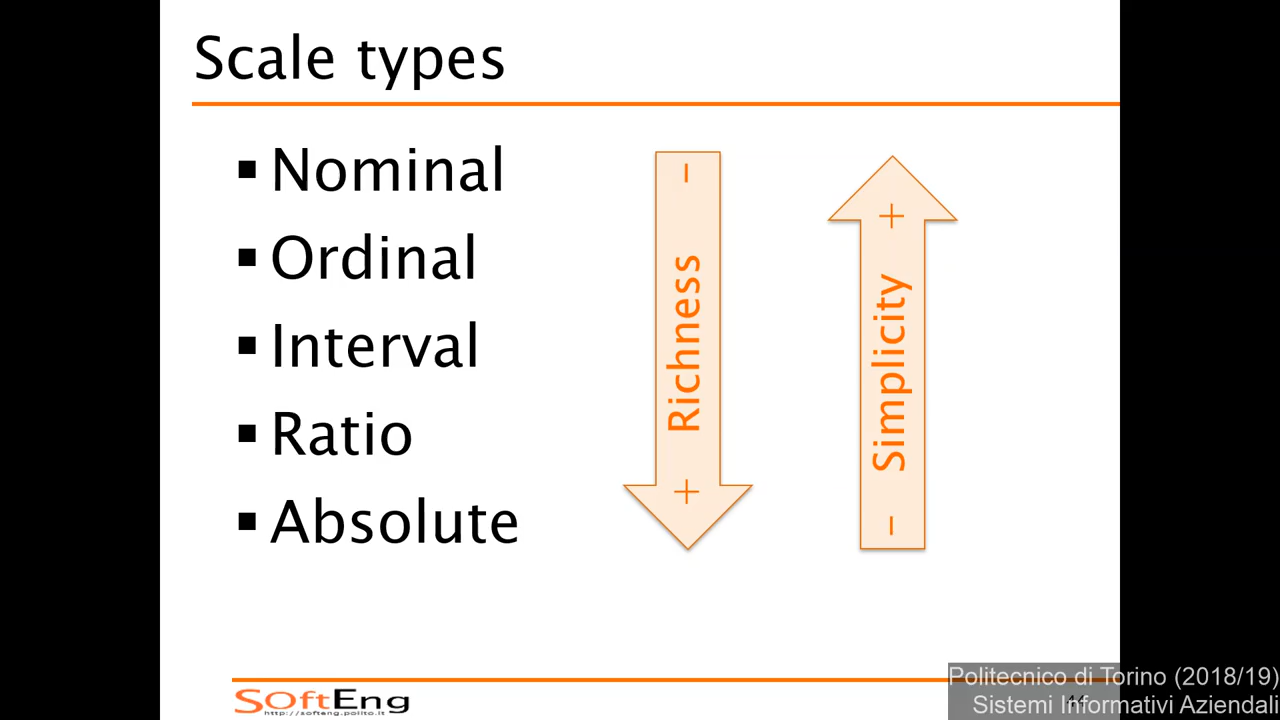 Scale types
▪ Nominal
▪ Ordinal
▪ Interval
▪ Ratio
▪ Absolute
– Richness +
– Simplicity +
SoftEng
http://softeng.polito.it
Politecnico di Torino (2018/19)
Sistemi Informativi Aziendali